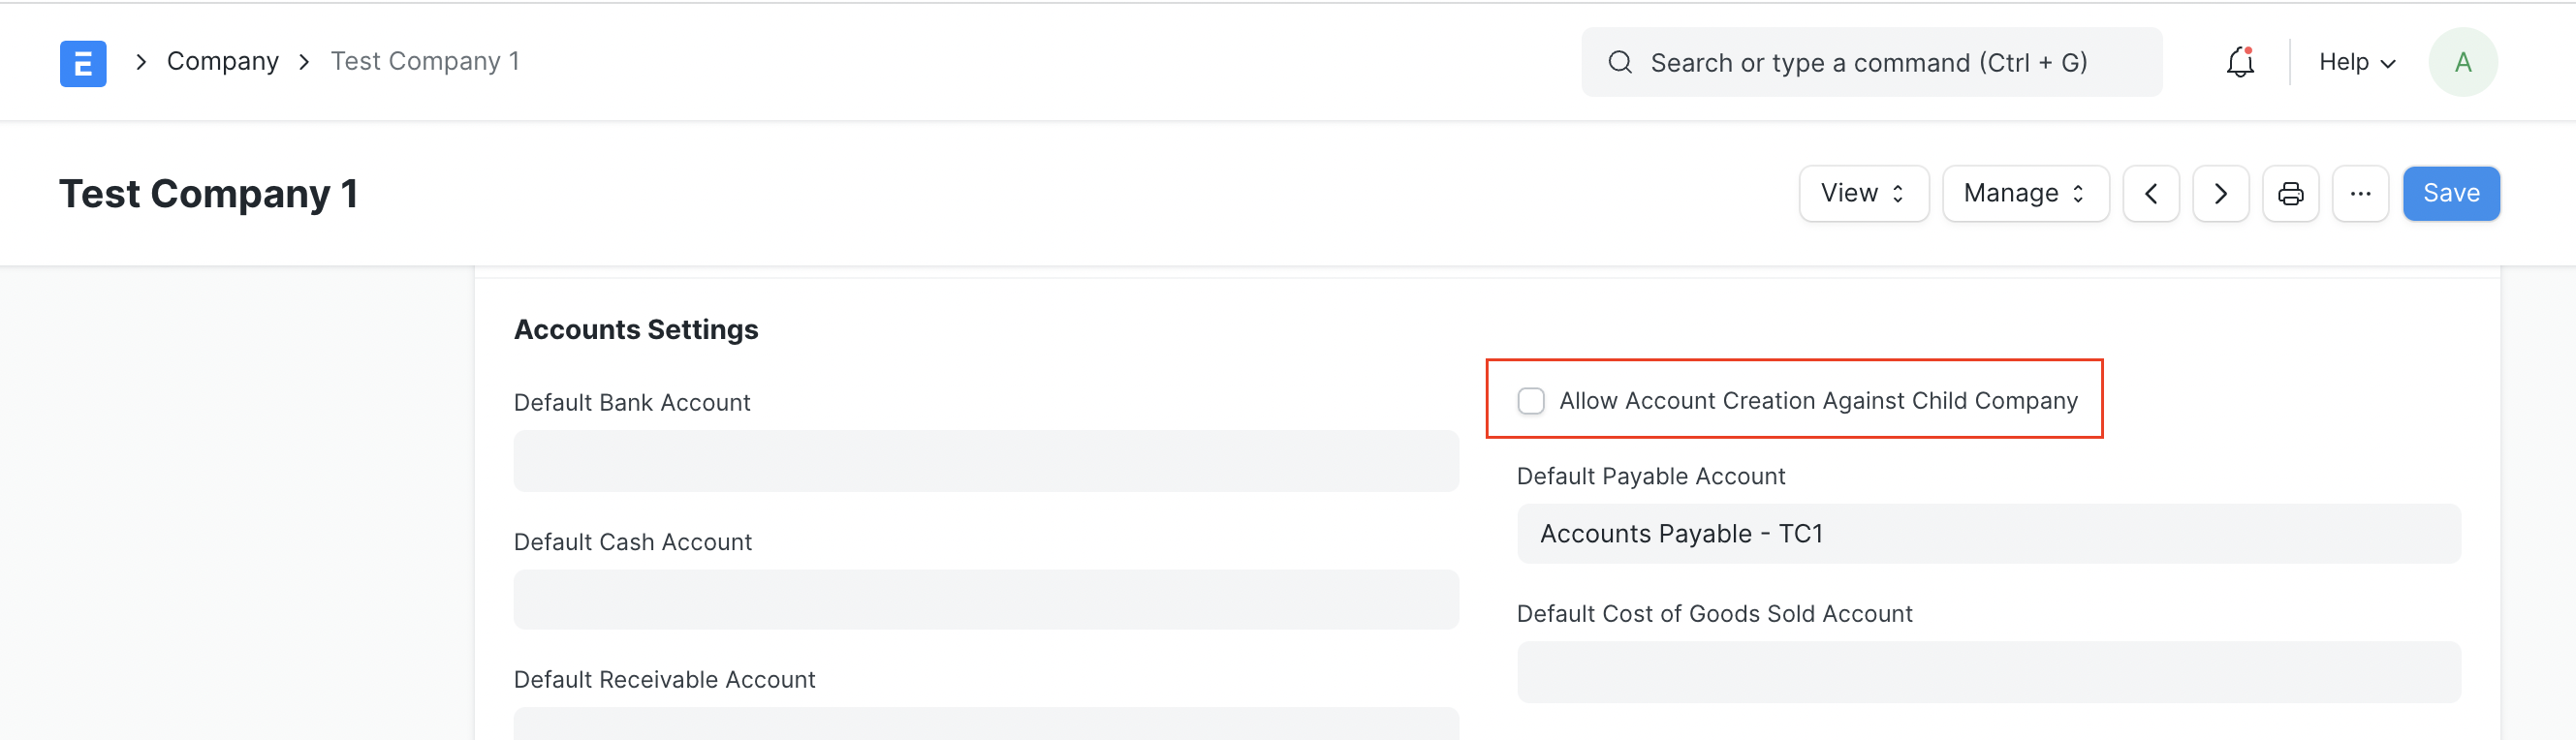 E
Company
Test Company 1
Search or type a command (Ctrl + G)
Help
A
Test Company 1
View
Manage
Save
Accounts Settings
Default Bank Account
Allow Account Creation Against Child Company
Default Payable Account
Accounts Payable - TC1
Default Cash Account
Default Cost of Goods Sold Account
Default Receivable Account